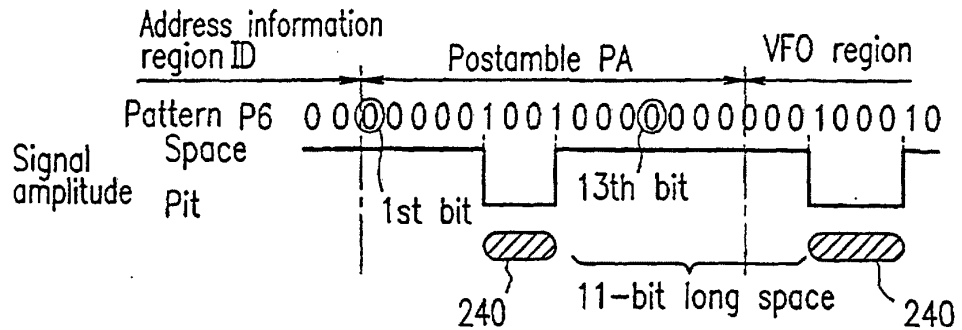 Address information
region ID
Postamble PA
VFO region
Pattern P6 0 0 0 0 0 0 0 1 0 0 1 0 0 0 0 0 0 0 0 0 0 1 0 0 0 1 0
Signal
amplitude
Space
Pit
1st bit
13th bit
240
11-bit long space
240